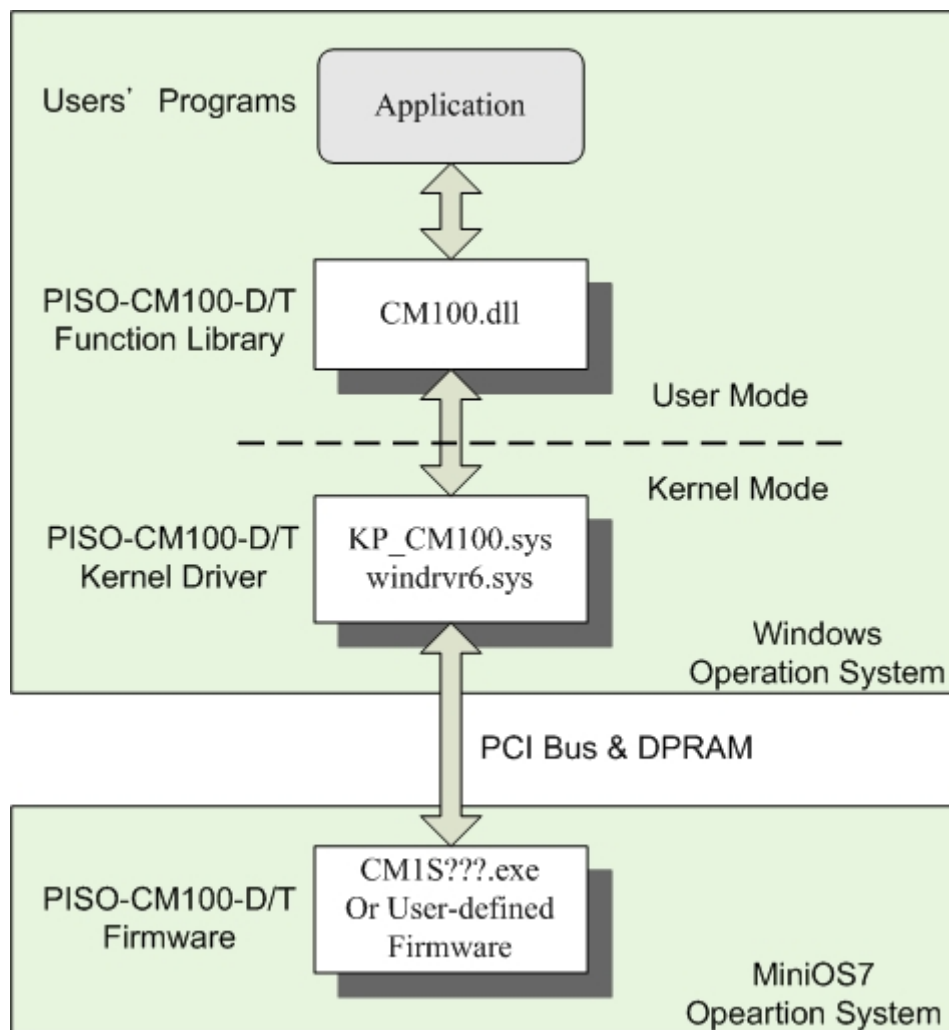 Users' Programs
Application
PISO-CM100-D/T
Function Library
CM100.dll
User Mode
Kernel Mode
PISO-CM100-D/T
Kernel Driver
KP_CM100.sys
windrvr6.sys
Windows
Operation System
PCI Bus & DPRAM
PISO-CM100-D/T
Firmware
CM1S???.exe
Or User-defined
Firmware
MiniOS7
Opeartion System